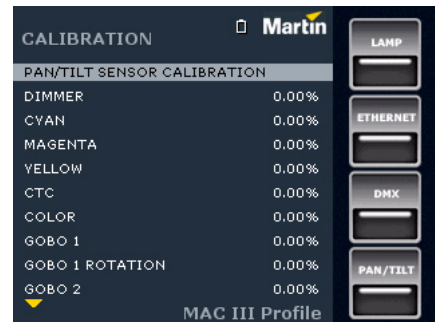 CALIBRATION
Martin
PAN/TILT SENSOR CALIBRATION
DIMMER 0.00%
CYAN 0.00%
MAGENTA 0.00%
YELLOW 0.00%
CTC 0.00%
COLOR 0.00%
GOBO 1 0.00%
GOBO 1 ROTATION 0.00%
GOBO 2 0.00%
MAC III Profile
LAMP
ETHERNET
DMX
PAN/TILT